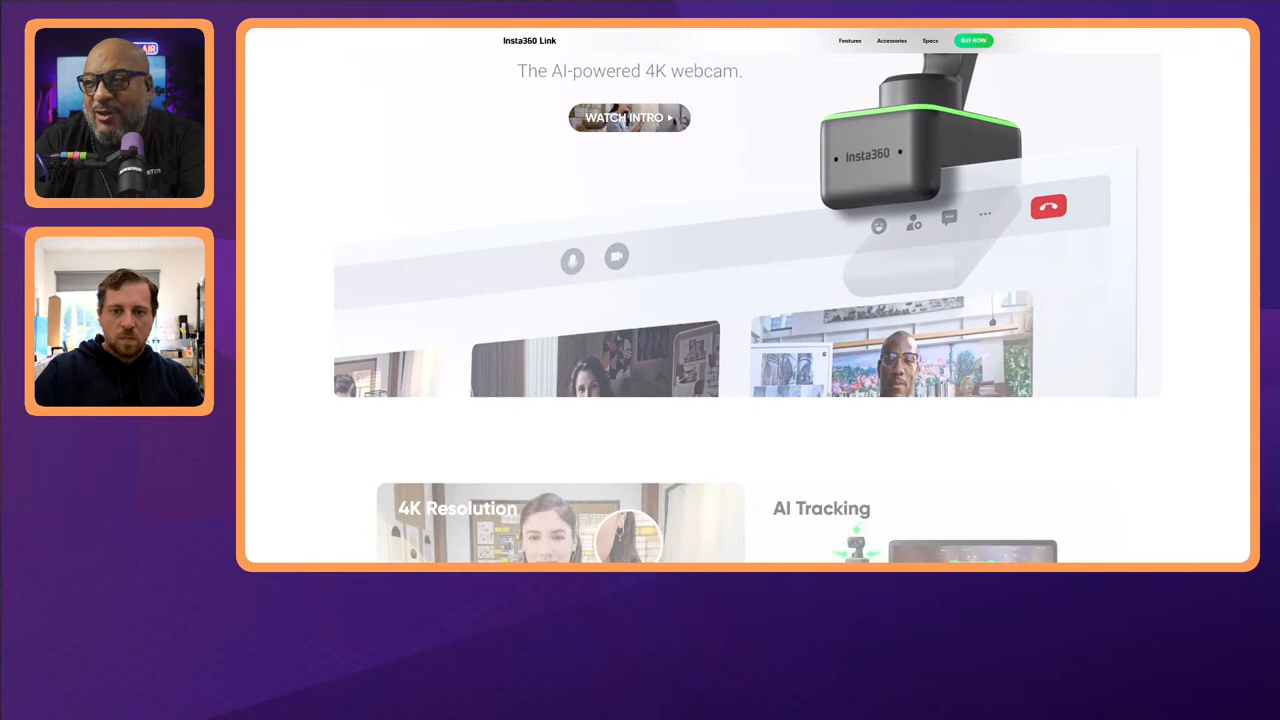 AIR
Insta360 Link
Features
Accessories
Specs
BUY NOW
The AI-powered 4K webcam.
WATCH INTRO
Insta360
4K Resolution
AI Tracking